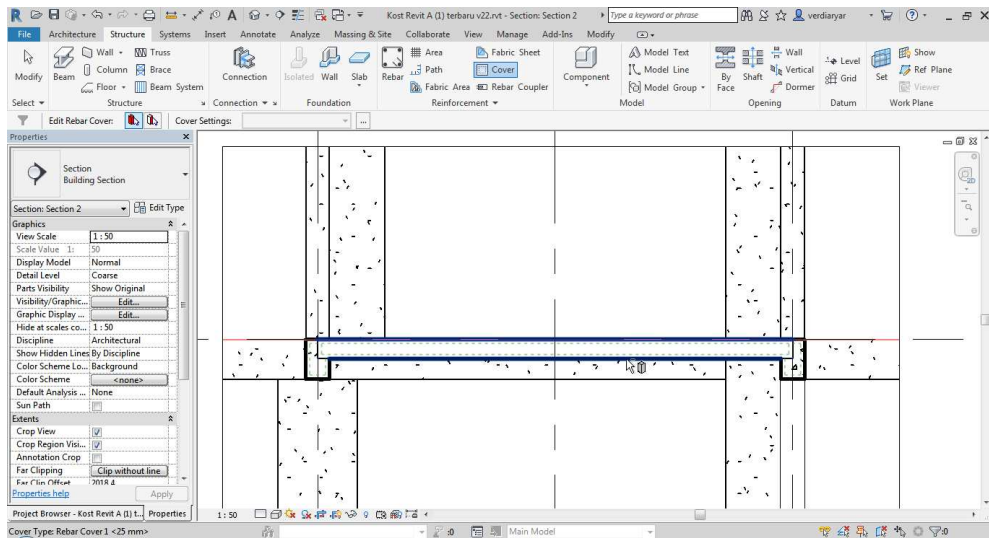 Kost Revit A (1) terbaru v22.rvt - Section: Section 2
Type a keyword or phrase
verdiaryar
File Architecture Structure Systems Insert Annotate Analyze Massing & Site Collaborate View Manage Add-Ins Modify
Modify Beam Wall Truss Connection Isolated Wall Slab Rebar Area Fabric Sheet Component Model Text By Face Shaft Wall Level Set Show
Column Brace Path Cover Model Line Vertical Grid Ref Plane
Floor Beam System Fabric Area Rebar Coupler Model Group Dormer Viewer
Select Structure Connection Foundation Reinforcement Model Opening Datum Work Plane
Edit Rebar Cover: Cover Settings: ...
Properties
Section
Building Section
Section: Section 2 Edit Type
Graphics
View Scale 1 : 50
Scale Value 1: 50
Display Model Normal
Detail Level Coarse
Parts Visibility Show Original
Visibility/Graphic... Edit...
Graphic Display ... Edit...
Hide at scales co... 1 : 50
Discipline Architectural
Show Hidden Lines By Discipline
Color Scheme Lo... Background
Color Scheme <none>
Default Analysis ... None
Sun Path
Extents
Crop View
Crop Region Visi...
Annotation Crop
Far Clipping Clip without line
Far Clip Offset 2018.4
Properties help Apply
Project Browser - Kost Revit A (1) t... Properties
1 : 50
Cover Type: Rebar Cover 1 <25 mm> :0 Main Model :0